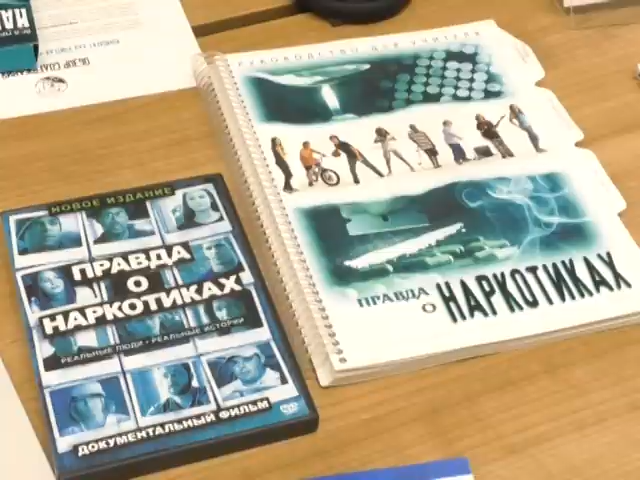 РУКОВОДСТВО ДЛЯ УЧИТЕЛЯ
ПРАВДА
О НАРКОТИКАХ
НОВОЕ ИЗДАНИЕ
ПРАВДА
О
НАРКОТИКАХ
РЕАЛЬНЫЕ ЛЮДИ • РЕАЛЬНЫЕ ИСТОРИИ
ДОКУМЕНТАЛЬНЫЙ ФИЛЬМ
DVD